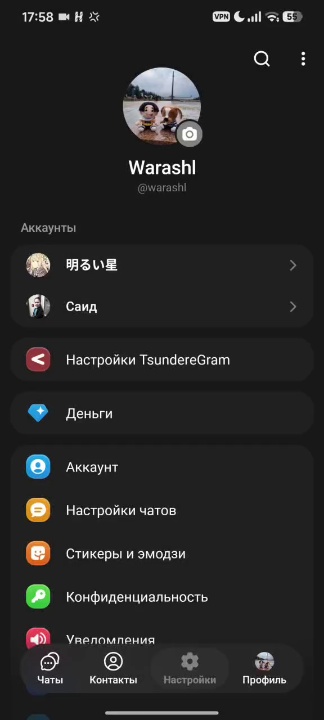 17:58
VPN
55
Warashl
@warashl
Аккаунты
明るい星
Саид
Настройки TsundereGram
Деньги
Аккаунт
Настройки чатов
Стикеры и эмодзи
Конфиденциальность
Уведомления
Чаты Контакты Настройки Профиль